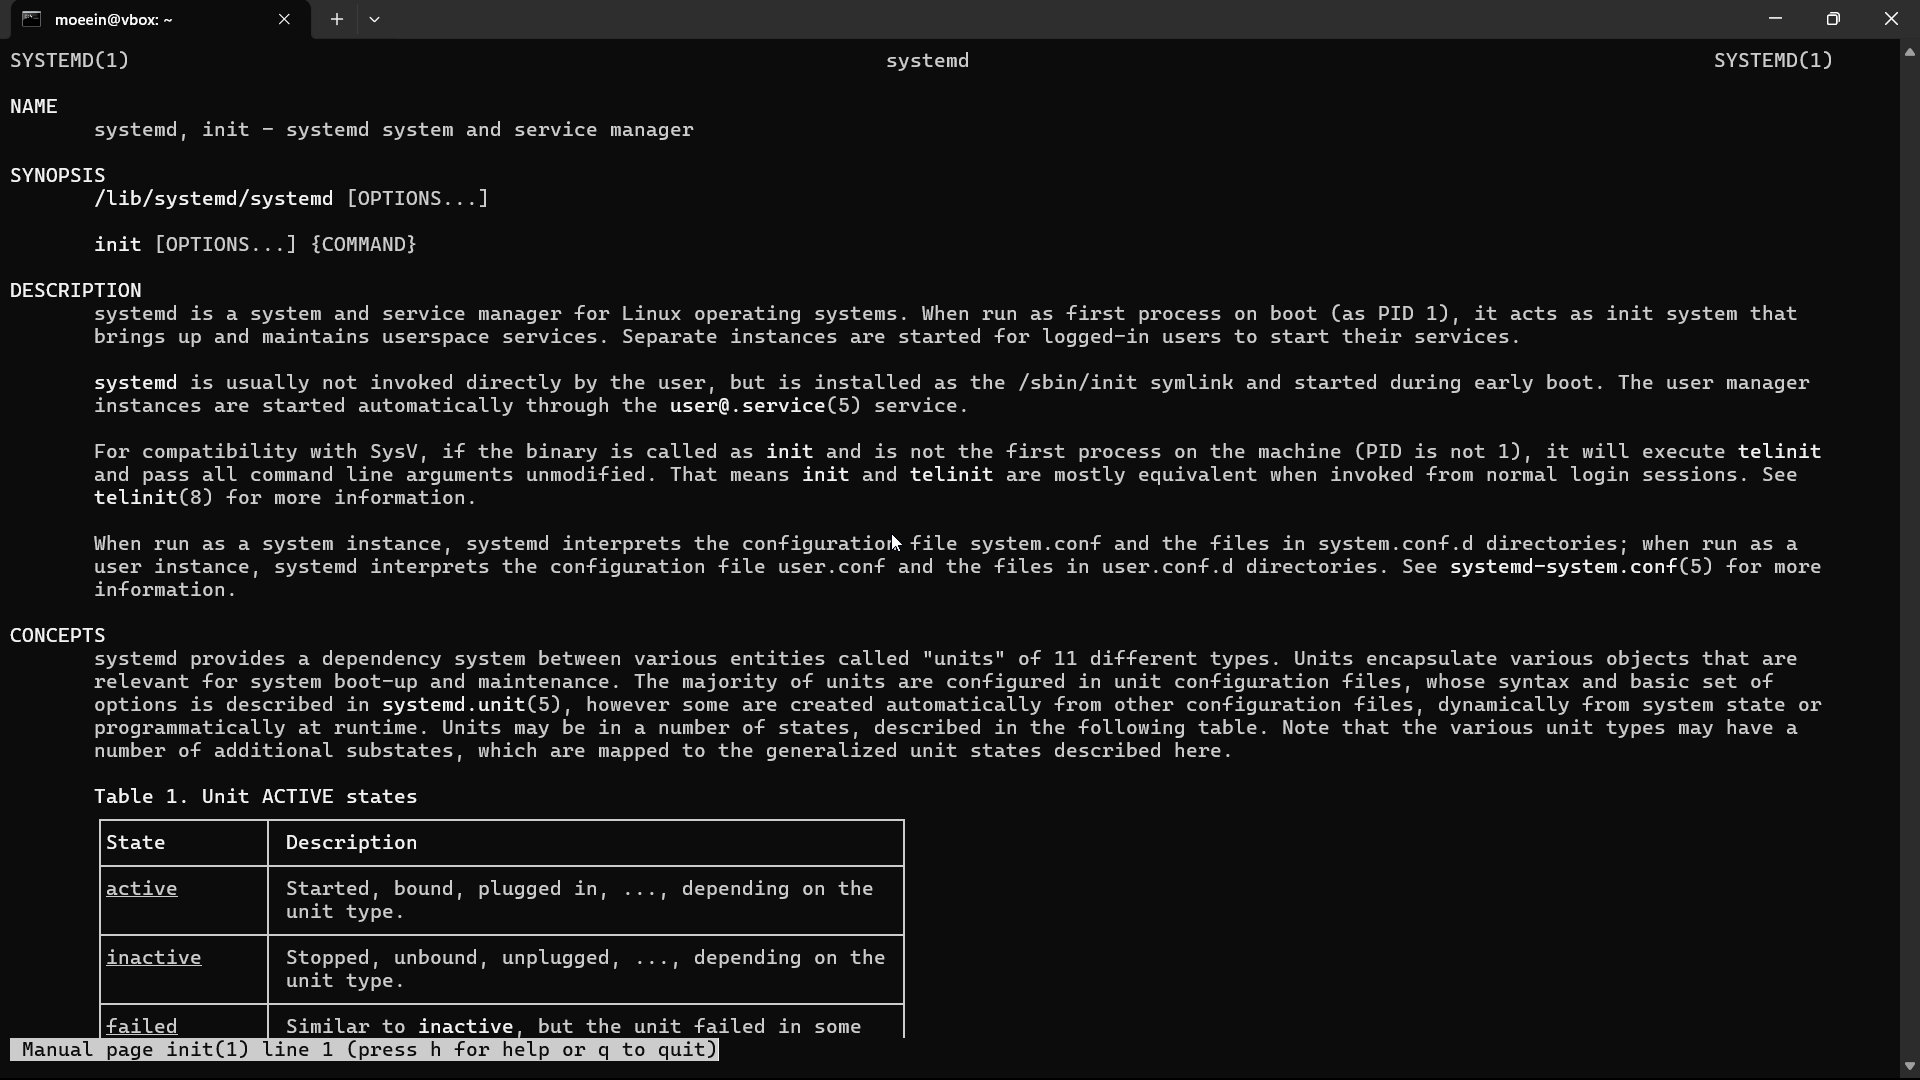 moeein@vbox: ~
SYSTEMD(1) systemd SYSTEMD(1)
NAME
systemd, init - systemd system and service manager
SYNOPSIS
/lib/systemd/systemd [OPTIONS...]
init [OPTIONS...] {COMMAND}
DESCRIPTION
systemd is a system and service manager for Linux operating systems. When run as first process on boot (as PID 1), it acts as init system that
brings up and maintains userspace services. Separate instances are started for logged-in users to start their services.
systemd is usually not invoked directly by the user, but is installed as the /sbin/init symlink and started during early boot. The user manager
instances are started automatically through the user@.service(5) service.
For compatibility with SysV, if the binary is called as init and is not the first process on the machine (PID is not 1), it will execute telinit
and pass all command line arguments unmodified. That means init and telinit are mostly equivalent when invoked from normal login sessions. See
telinit(8) for more information.
When run as a system instance, systemd interprets the configuration file system.conf and the files in system.conf.d directories; when run as a
user instance, systemd interprets the configuration file user.conf and the files in user.conf.d directories. See systemd-system.conf(5) for more
information.
CONCEPTS
systemd provides a dependency system between various entities called "units" of 11 different types. Units encapsulate various objects that are
relevant for system boot-up and maintenance. The majority of units are configured in unit configuration files, whose syntax and basic set of
options is described in systemd.unit(5), however some are created automatically from other configuration files, dynamically from system state or
programmatically at runtime. Units may be in a number of states, described in the following table. Note that the various unit types may have a
number of additional substates, which are mapped to the generalized unit states described here.
Table 1. Unit ACTIVE states
State Description
active Started, bound, plugged in, ..., depending on the
unit type.
inactive Stopped, unbound, unplugged, ..., depending on the
unit type.
failed Similar to inactive, but the unit failed in some
Manual page init(1) line 1 (press h for help or q to quit)